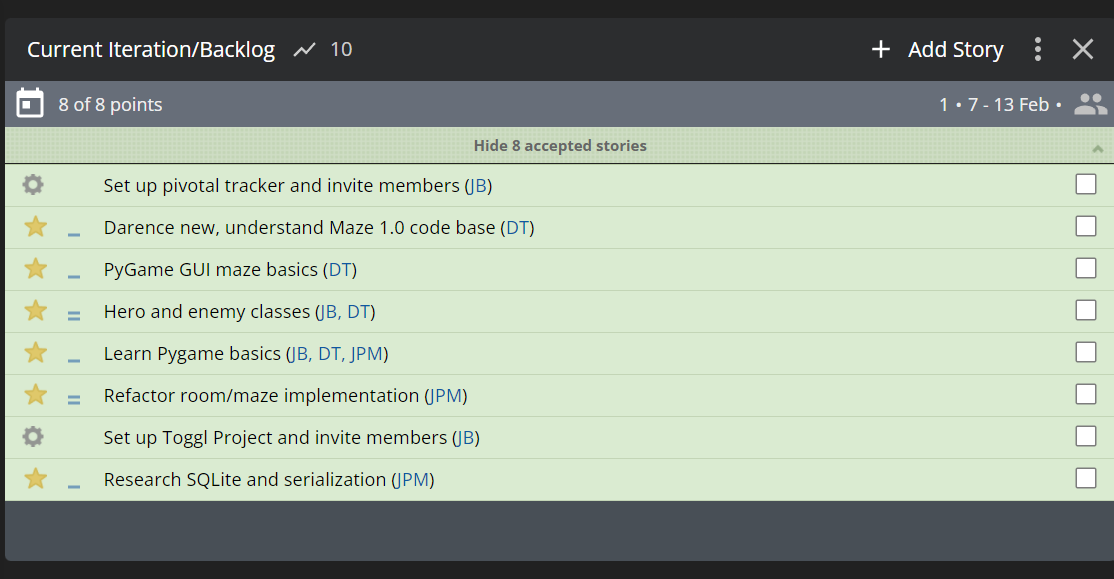 Current Iteration/Backlog 10 + Add Story
8 of 8 points 1 • 7 - 13 Feb •
Hide 8 accepted stories
Set up pivotal tracker and invite members (JB)
Darence new, understand Maze 1.0 code base (DT)
PyGame GUI maze basics (DT)
Hero and enemy classes (JB, DT)
Learn Pygame basics (JB, DT, JPM)
Refactor room/maze implementation (JPM)
Set up Toggl Project and invite members (JB)
Research SQLite and serialization (JPM)